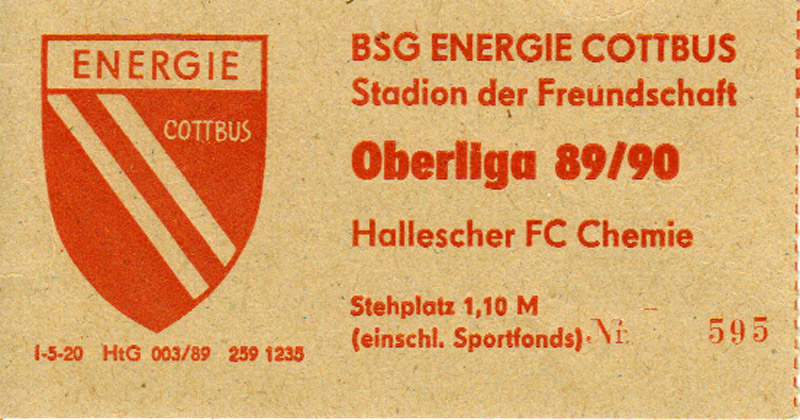 ENERGIE
COTTBUS
BSG ENERGIE COTTBUS
Stadion der Freundschaft
Oberliga 89/90
Hallescher FC Chemie
Stehplatz 1,10 M
(einschl. Sportfonds) Nr. 595
I-5-20 HtG 003/89 259 1235